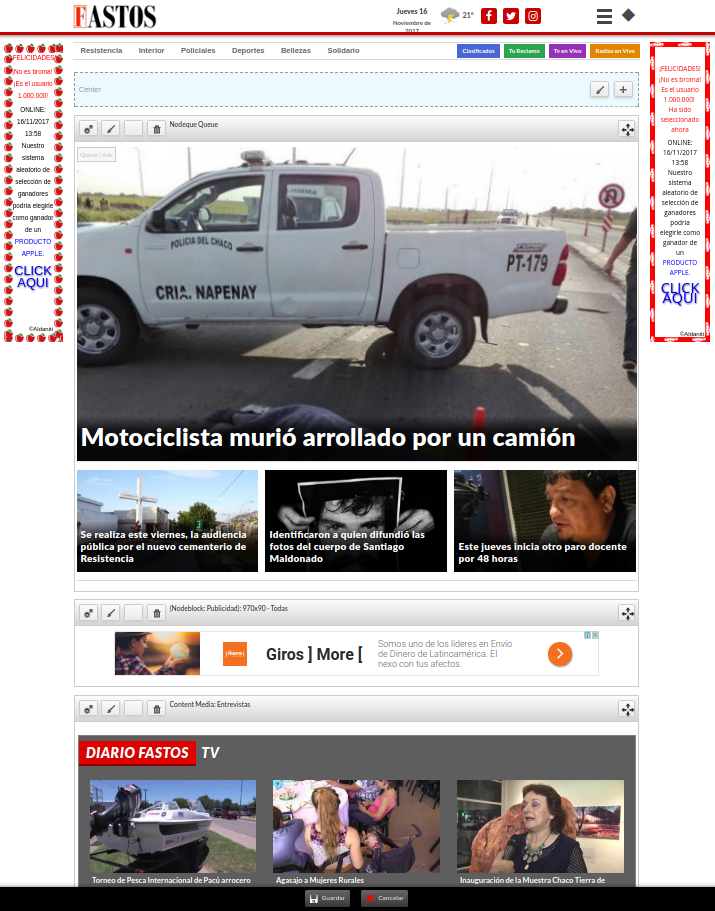 FASTOS
Jueves 16
Noviembre de
2017
21°
Resistencia Interior Policiales Deportes Bellezas Solidario
Clasificados Tu Reclamo Tv en Vivo Radios en Vivo
¡FELICIDADES!
¡No es broma!
¡Es el usuario
1.000.000!
ONLINE:
16/11/2017
13:58
Nuestro
sistema
aleatorio de
selección de
ganadores
podría elegirle
como ganador
de un
PRODUCTO
APPLE.
CLICK
AQUI
©Aldaniti
Center
Nodeque Queue
Queue | Ads
POLICIA DEL CHACO
CRIA. NAPENAY
PT-179
Motociclista murió arrollado por un camión
Se realiza este viernes, la audiencia
pública por el nuevo cementerio de
Resistencia
Identificaron a quien difundió las
fotos del cuerpo de Santiago
Maldonado
Este jueves inicia otro paro docente
por 48 horas
(Nodeblock: Publicidad): 970x90 - Todas
More
Giros ] More [
Somos uno de los líderes en Envío
de Dinero de Latinoamérica. El
nexo con tus afectos.
Content Media: Entrevistas
DIARIO FASTOS TV
Torneo de Pesca Internacional de Pacú arrocero
Agasajo a Mujeres Rurales
Inauguración de la Muestra Chaco Tierra de
Guardar Cancelar
¡FELICIDADES!
¡No es broma!
Es el usuario
1.000.000!
Ha sido
seleccionado
ahora
ONLINE:
16/11/2017
13:58
Nuestro
sistema
aleatorio de
selección de
ganadores
podría
elegirle como
ganador de
un
PRODUCTO
APPLE.
CLICK
AQUI
©Aldaniti